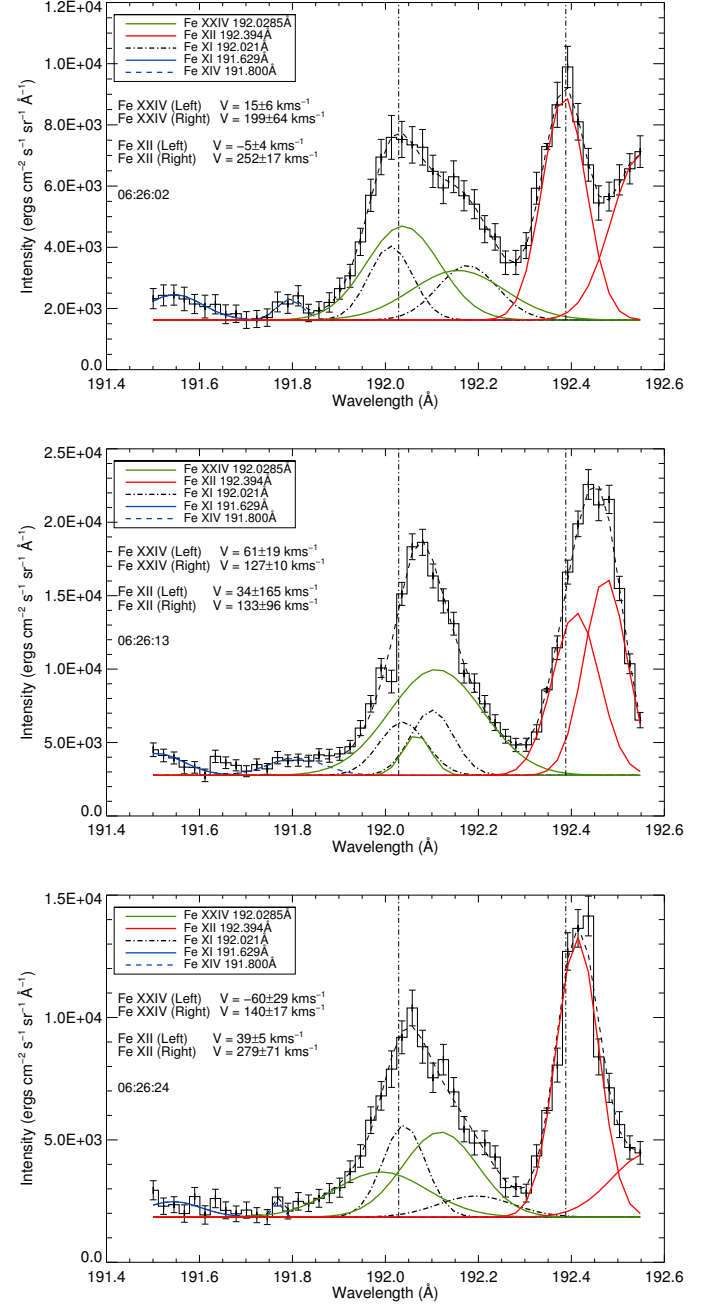 1.2E+04
1.0E+04
8.0E+03
6.0E+03
4.0E+03
2.0E+03
0.0
Intensity (ergs cm−2 s−1 sr−1 Å−1)
Fe XXIV 192.0285Å
Fe XII 192.394Å
Fe XI 192.021Å
Fe XI 191.629Å
Fe XIV 191.800Å
Fe XXIV (Left) V = 15±6 kms−1
Fe XXIV (Right) V = 199±64 kms−1
Fe XII (Left) V = −5±4 kms−1
Fe XII (Right) V = 252±17 kms−1
06:26:02
191.4 191.6 191.8 192.0 192.2 192.4 192.6
Wavelength (Å)
2.5E+04
2.0E+04
1.5E+04
1.0E+04
5.0E+03
0.0
Intensity (ergs cm−2 s−1 sr−1 Å−1)
Fe XXIV 192.0285Å
Fe XII 192.394Å
Fe XI 192.021Å
Fe XI 191.629Å
Fe XIV 191.800Å
Fe XXIV (Left) V = 61±19 kms−1
Fe XXIV (Right) V = 127±10 kms−1
Fe XII (Left) V = 34±165 kms−1
Fe XII (Right) V = 133±96 kms−1
06:26:13
191.4 191.6 191.8 192.0 192.2 192.4 192.6
Wavelength (Å)
1.5E+04
1.0E+04
5.0E+03
0.0
Intensity (ergs cm−2 s−1 sr−1 Å−1)
Fe XXIV 192.0285Å
Fe XII 192.394Å
Fe XI 192.021Å
Fe XI 191.629Å
Fe XIV 191.800Å
Fe XXIV (Left) V = −60±29 kms−1
Fe XXIV (Right) V = 140±17 kms−1
Fe XII (Left) V = 39±5 kms−1
Fe XII (Right) V = 279±71 kms−1
06:26:24
191.4 191.6 191.8 192.0 192.2 192.4 192.6
Wavelength (Å)